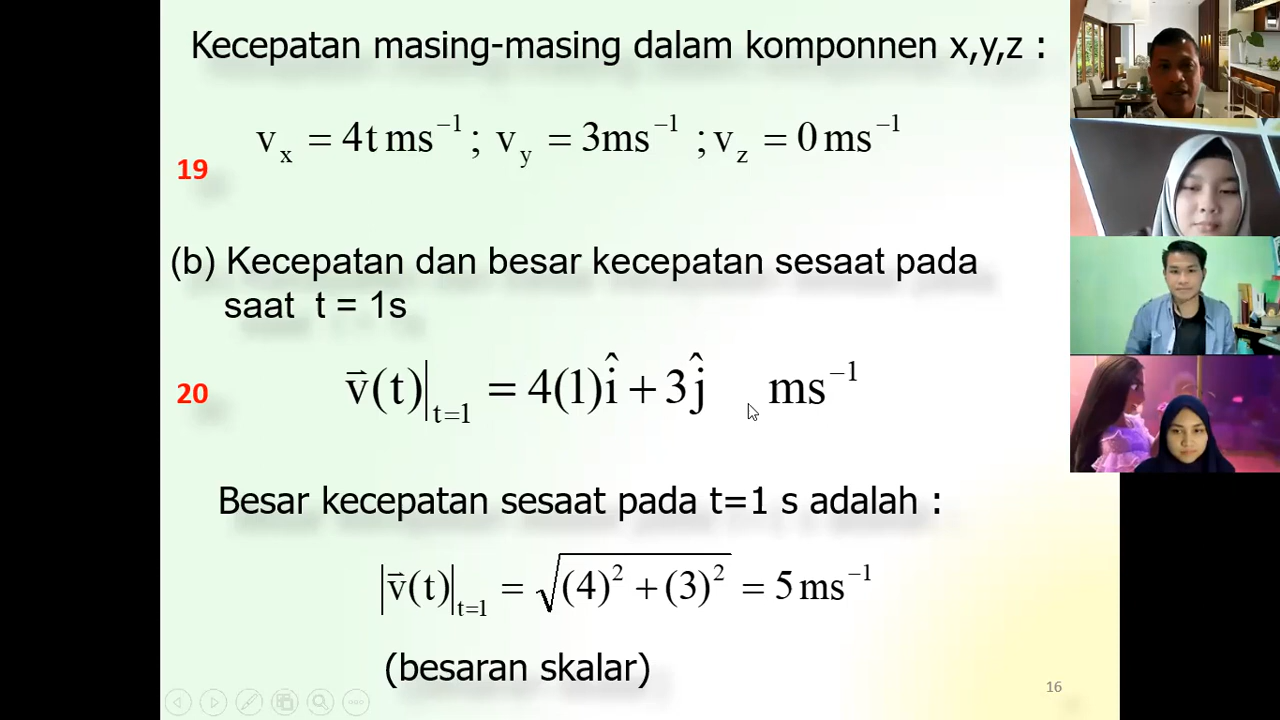 Kecepatan masing-masing dalam komponnen x,y,z :
vₓ = 4t ms⁻¹ ; v_y = 3ms⁻¹ ; v_z = 0 ms⁻¹
19
(b) Kecepatan dan besar kecepatan sesaat pada
saat t = 1s
20
v⃗(t)|ₜ₌₁ = 4(1)î + 3ĵ ms⁻¹
Besar kecepatan sesaat pada t=1 s adalah :
|v⃗(t)|ₜ₌₁ = √(4)² + (3)² = 5 ms⁻¹
(besaran skalar)
16